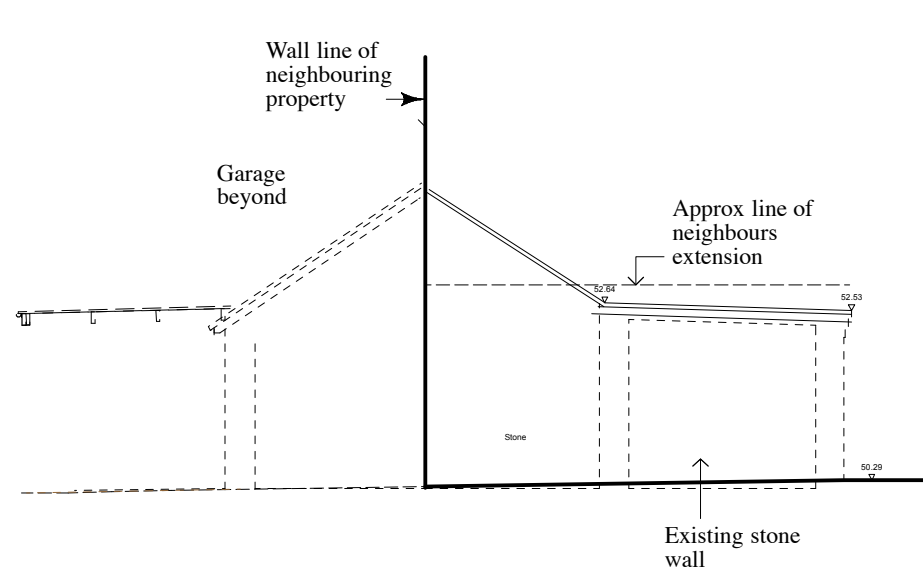 Wall line of
neighbouring
property
Garage
beyond
Approx line of
neighbours
extension
52.64
52.53
Stone
50.29
Existing stone
wall